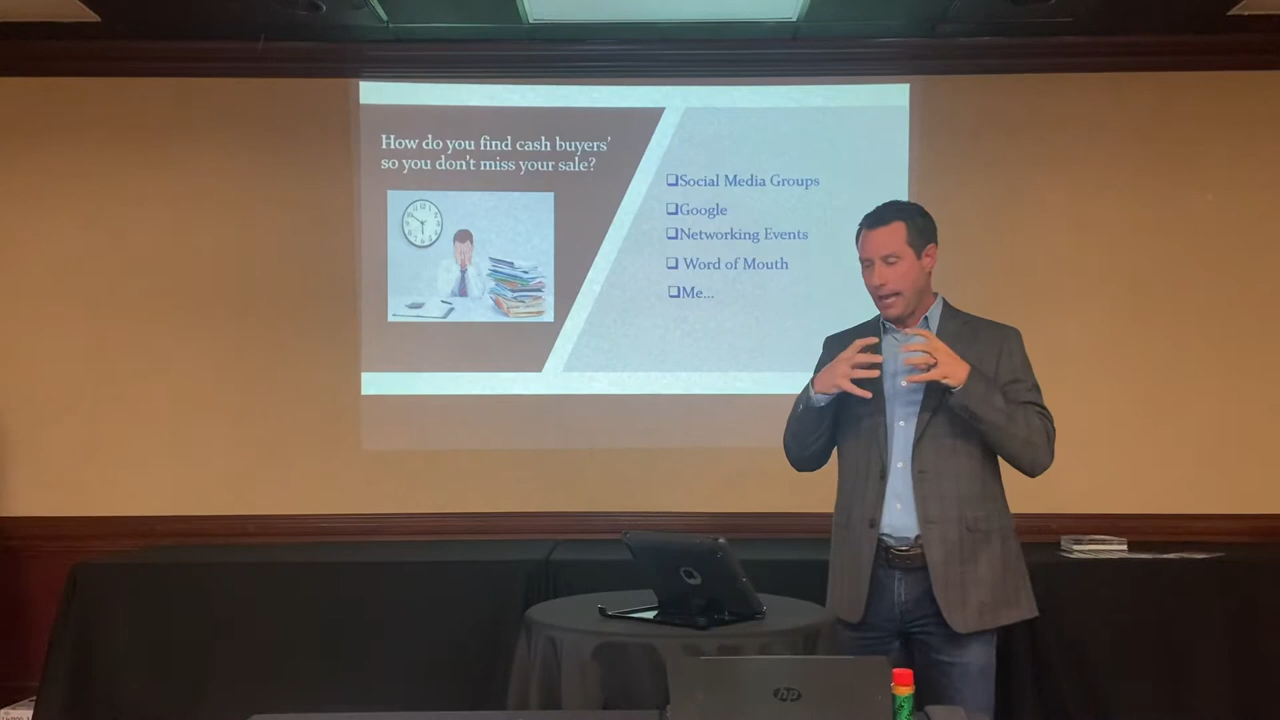 How do you find cash buyers'
so you don't miss your sale?
❑Social Media Groups
❑Google
❑Networking Events
❑ Word of Mouth
❑Me...
hp